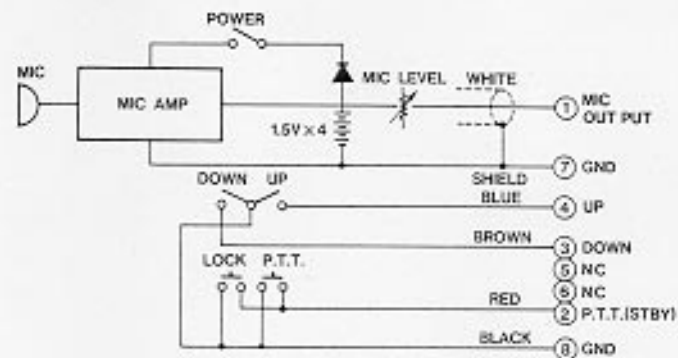 POWER
MIC
MIC AMP
MIC LEVEL
WHITE
1 MIC
OUT PUT
1.5V × 4
7 GND
DOWN UP
SHIELD
BLUE
4 UP
BROWN
3 DOWN
LOCK P.T.T.
5 NC
6 NC
RED
2 P.T.T.(STBY)
BLACK
8 GND